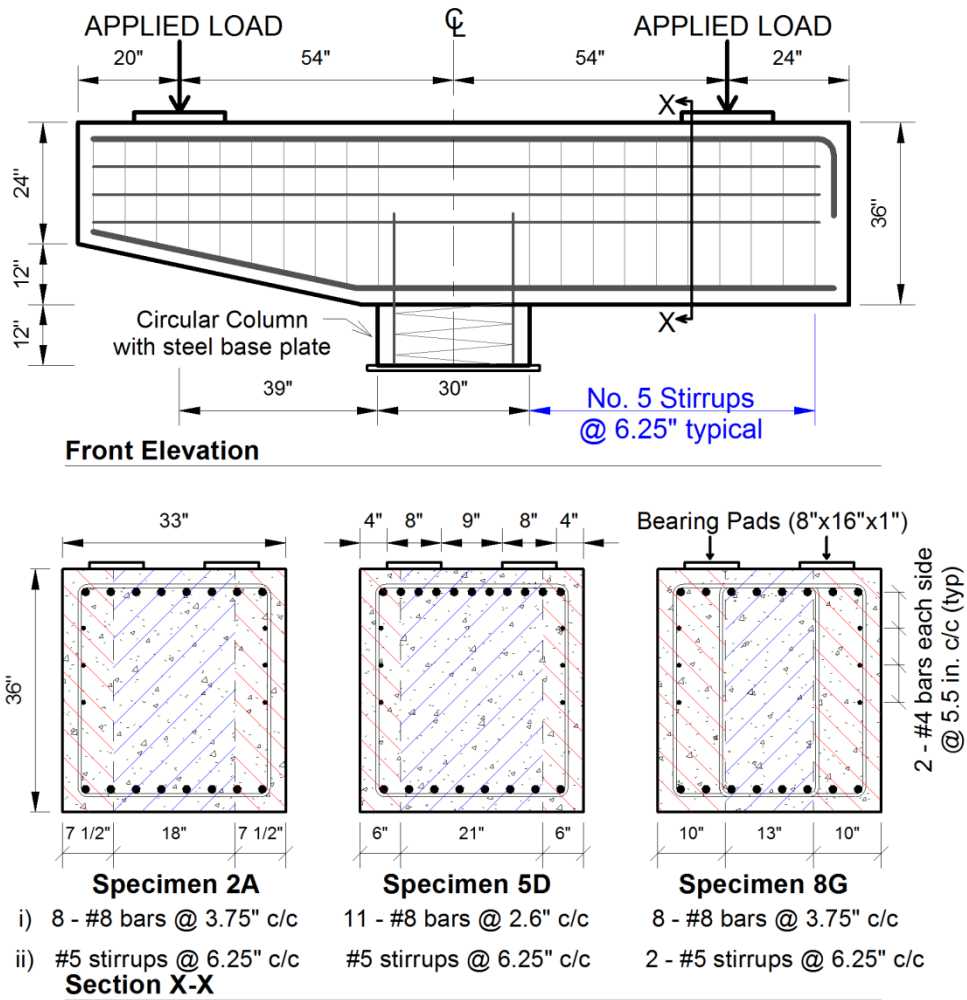 APPLIED LOAD ℄ APPLIED LOAD
20" 54" 54" 24"
X
24"
36"
12"
12"
Circular Column
with steel base plate
X
39" 30"
No. 5 Stirrups
@ 6.25" typical
Front Elevation
33"
4" 8" 9" 8" 4"
Bearing Pads (8"x16"x1")
36"
2 - #4 bars each side
@ 5.5 in. c/c (typ)
7 1/2" 18" 7 1/2"
6" 21" 6"
10" 13" 10"
Specimen 2A Specimen 5D Specimen 8G
i) 8 - #8 bars @ 3.75" c/c 11 - #8 bars @ 2.6" c/c 8 - #8 bars @ 3.75" c/c
ii) #5 stirrups @ 6.25" c/c #5 stirrups @ 6.25" c/c 2 - #5 stirrups @ 6.25" c/c
Section X-X